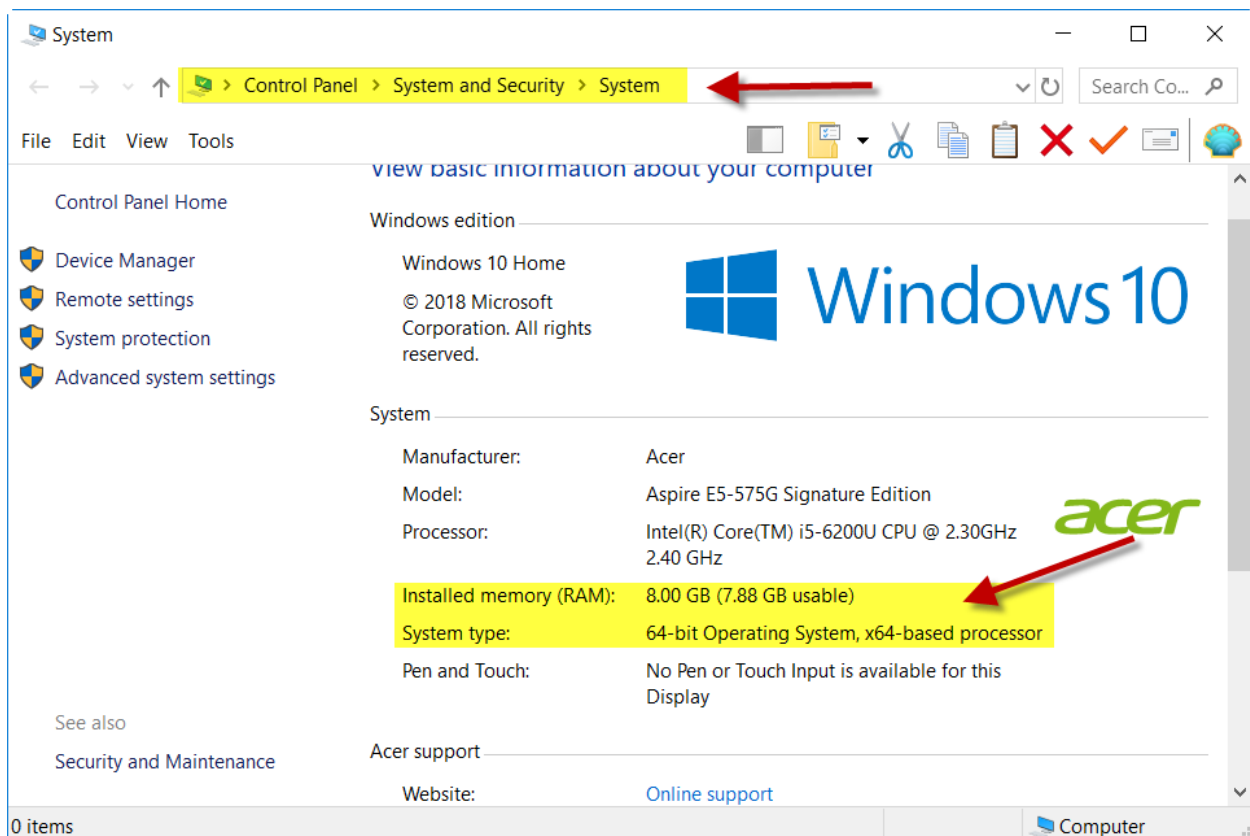 System
Control Panel > System and Security > System
Search Co...
File Edit View Tools
View basic information about your computer
Control Panel Home
Device Manager
Remote settings
System protection
Advanced system settings
See also
Security and Maintenance
Windows edition
Windows 10 Home
© 2018 Microsoft
Corporation. All rights
reserved.
Windows 10
System
Manufacturer: Acer
Model: Aspire E5-575G Signature Edition
Processor: Intel(R) Core(TM) i5-6200U CPU @ 2.30GHz
2.40 GHz
acer
Installed memory (RAM): 8.00 GB (7.88 GB usable)
System type: 64-bit Operating System, x64-based processor
Pen and Touch: No Pen or Touch Input is available for this
Display
Acer support
Website: Online support
0 items
Computer